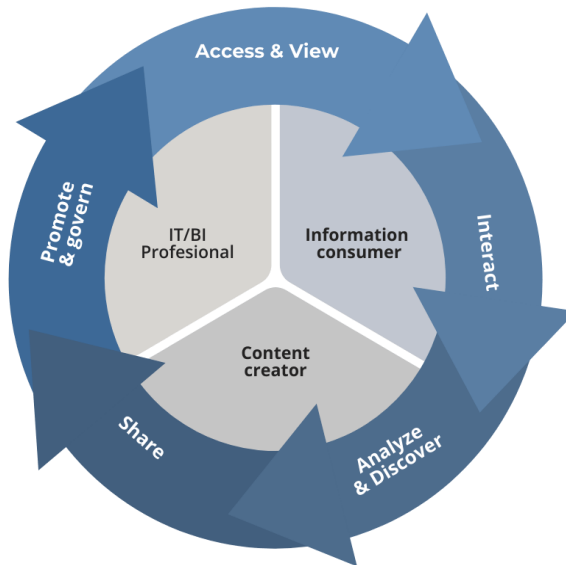 Access & View
Interact
Analyze
& Discover
Share
Promote
& govern
IT/BI
Profesional
Information
consumer
Content
creator